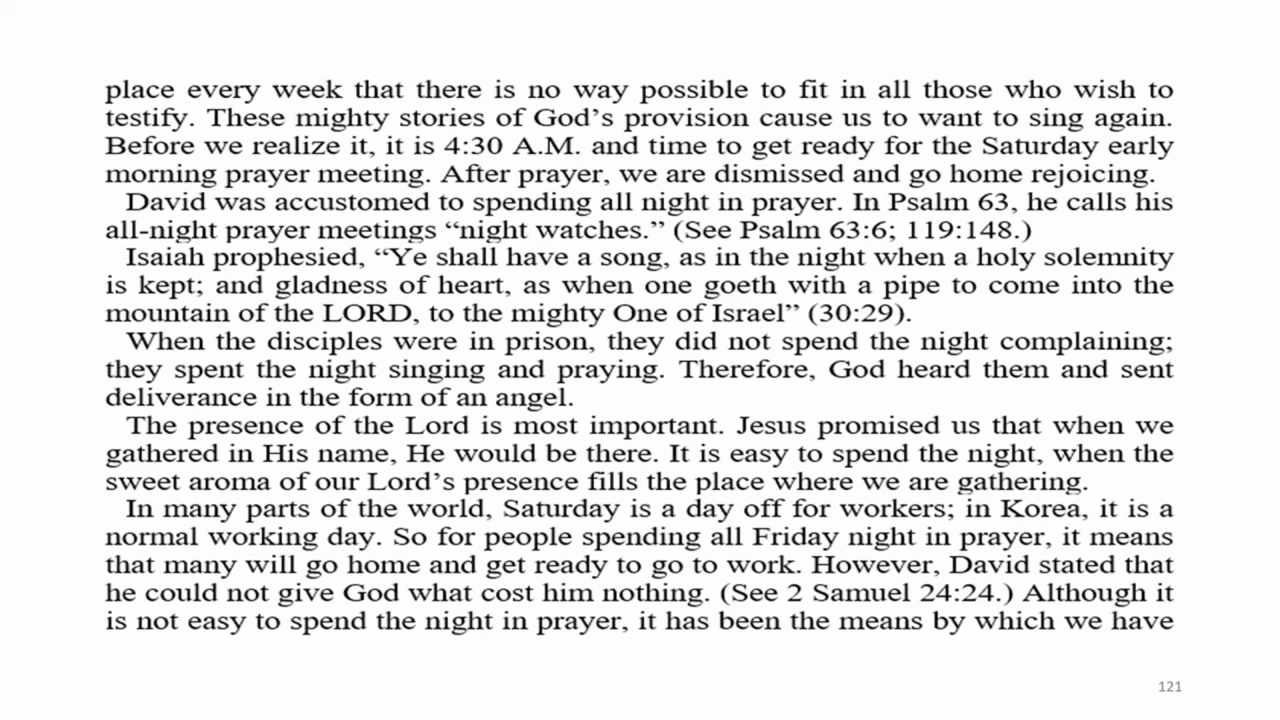 place every week that there is no way possible to fit in all those who wish to
testify. These mighty stories of God’s provision cause us to want to sing again.
Before we realize it, it is 4:30 A.M. and time to get ready for the Saturday early
morning prayer meeting. After prayer, we are dismissed and go home rejoicing.
David was accustomed to spending all night in prayer. In Psalm 63, he calls his
all-night prayer meetings “night watches.” (See Psalm 63:6; 119:148.)
Isaiah prophesied, “Ye shall have a song, as in the night when a holy solemnity
is kept; and gladness of heart, as when one goeth with a pipe to come into the
mountain of the LORD, to the mighty One of Israel” (30:29).
When the disciples were in prison, they did not spend the night complaining;
they spent the night singing and praying. Therefore, God heard them and sent
deliverance in the form of an angel.
The presence of the Lord is most important. Jesus promised us that when we
gathered in His name, He would be there. It is easy to spend the night, when the
sweet aroma of our Lord’s presence fills the place where we are gathering.
In many parts of the world, Saturday is a day off for workers; in Korea, it is a
normal working day. So for people spending all Friday night in prayer, it means
that many will go home and get ready to go to work. However, David stated that
he could not give God what cost him nothing. (See 2 Samuel 24:24.) Although it
is not easy to spend the night in prayer, it has been the means by which we have
121